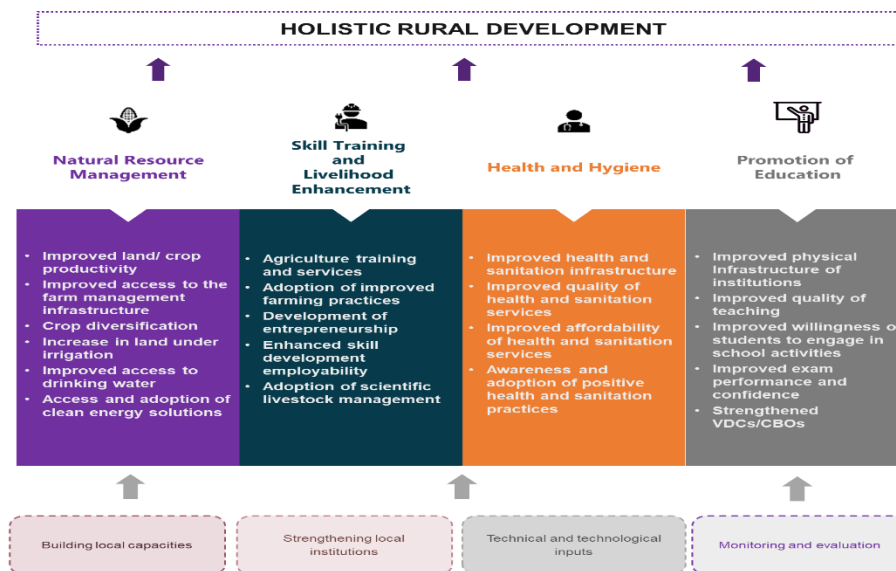 HOLISTIC RURAL DEVELOPMENT
Natural Resource
Management
Skill Training
and
Livelihood
Enhancement
Health and Hygiene
Promotion of
Education
• Improved land/ crop
productivity
• Improved access to the
farm management
infrastructure
• Crop diversification
• Increase in land under
irrigation
• Improved access to
drinking water
• Access and adoption of
clean energy solutions
• Agriculture training
and services
• Adoption of improved
farming practices
• Development of
entrepreneurship
• Enhanced skill
development
employability
• Adoption of scientific
livestock management
• Improved health and
sanitation infrastructure
• Improved quality of
health and sanitation
services
• Improved affordability
of health and sanitation
services
• Awareness and
adoption of positive
health and sanitation
practices
• Improved physical
Infrastructure of
institutions
• Improved quality of
teaching
• Improved willingness o
students to engage in
school activities
• Improved exam
performance and
confidence
• Strengthened
VDCs/CBOs
Building local capacities
Strengthening local
institutions
Technical and technological
inputs
Monitoring and evaluation